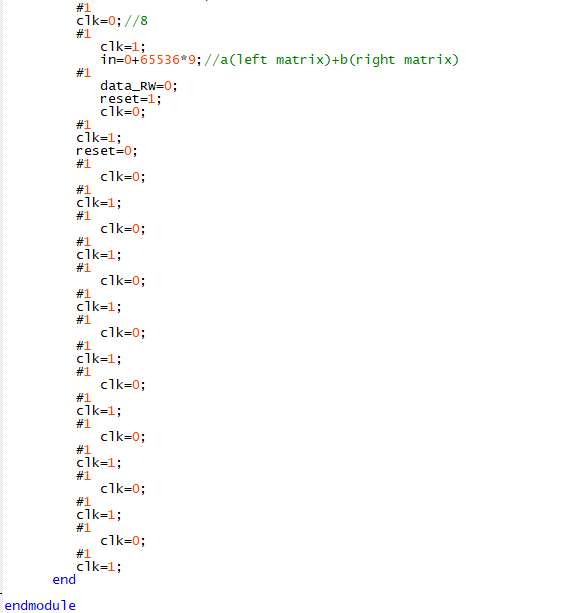 #1
clk=0;//8
#1
clk=1;
in=0+65536*9;//a(left matrix)+b(right matrix)
#1
data_RW=0;
reset=1;
clk=0;
#1
clk=1;
reset=0;
#1
clk=0;
#1
clk=1;
#1
clk=0;
#1
clk=1;
#1
clk=0;
#1
clk=1;
#1
clk=0;
#1
clk=1;
#1
clk=0;
#1
clk=1;
#1
clk=0;
#1
clk=1;
#1
clk=0;
#1
clk=1;
#1
clk=0;
#1
clk=1;
end
endmodule